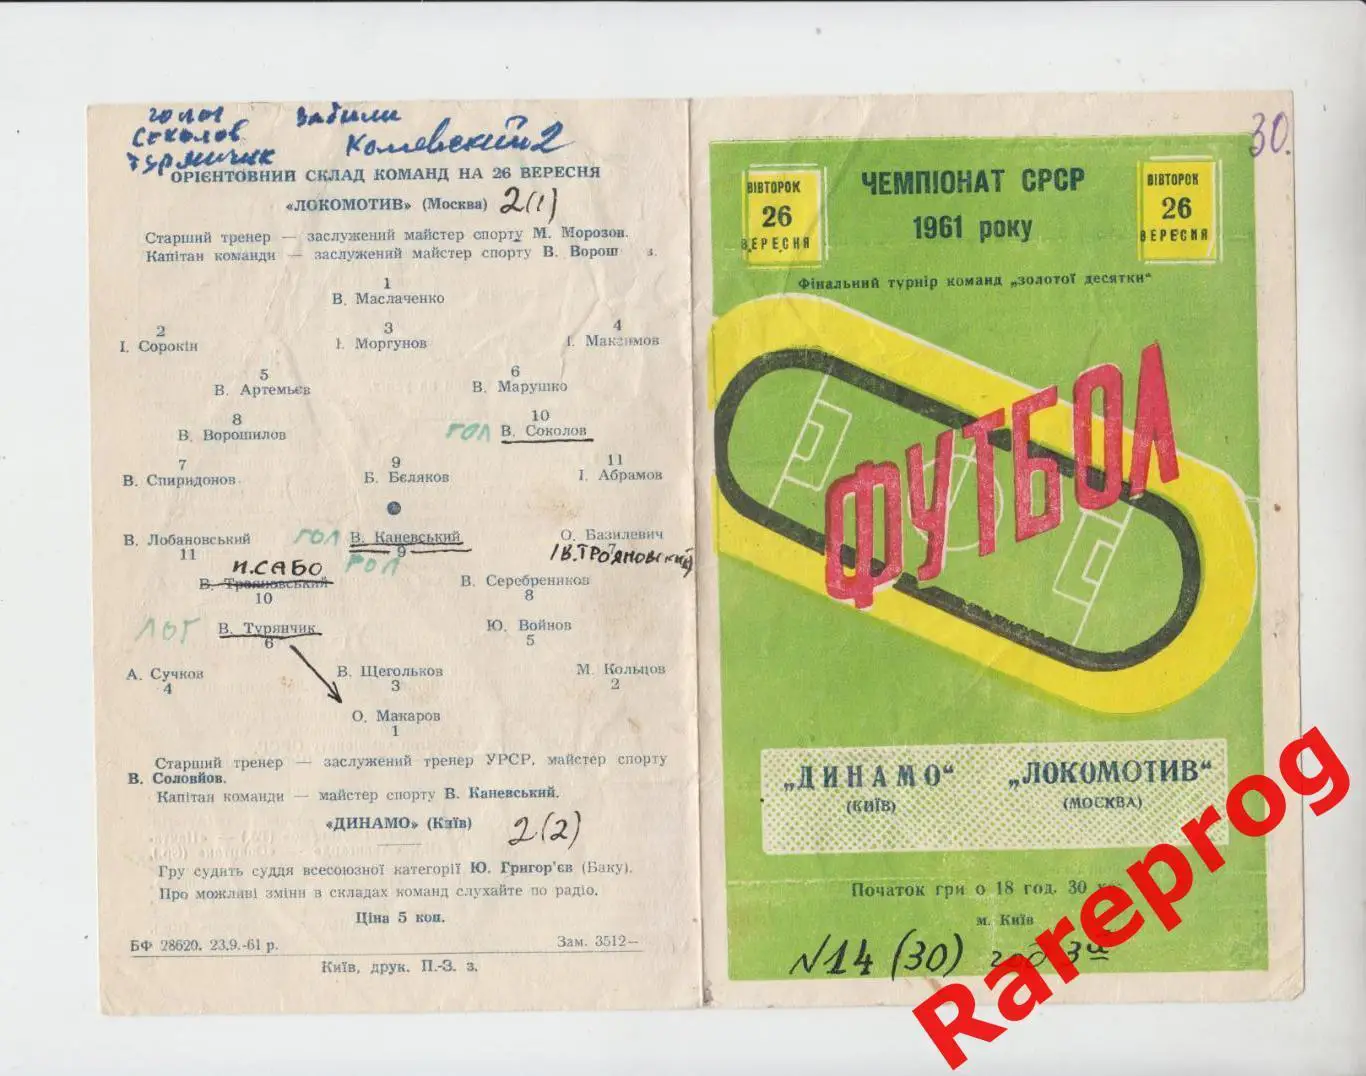 голы забили
Соколов Каневский 2
Турянчик
ОРІЄНТОВНИЙ СКЛАД КОМАНД НА 26 ВЕРЕСНЯ
«ЛОКОМОТИВ» (Москва) 2(1)
Старший тренер — заслужений майстер спорту М. Морозов.
Капітан команди — заслужений майстер спорту В. Ворош в.
1
В. Маслаченко
2 3 4
І. Сорокін І. Моргунов І. Максимов
5 6
В. Артемьєв В. Марушко
8 10
В. Ворошилов гол В. Соколов
7 9 11
В. Спиридонов Б. Бєляков І. Абрамов
В. Лобановський гол В. Каневський О. Базилевич
11 9 гол 7 (В. ТРОЯНОВСКИЙ)
И. САБО
В. Трояновський В. Серебреников
10 8
гол В. Турянчик Ю. Войнов
6 5
А. Сучков В. Щегольков М. Кольцов
4 3 2
О. Макаров
1
Старший тренер — заслужений тренер УРСР, майстер спорту
В. Соловйов.
Капітан команди — майстер спорту В. Каневський.
«ДИНАМО» (Київ) 2(2)
Гру судить суддя всесоюзної категорії Ю. Григор'єв (Баку).
Про можливі зміни в складах команд слухайте по радіо.
Ціна 5 коп.
БФ 28620. 23.9.-61 р. Зам. 3512—
Київ, друк. П.-З. з.
30.
ВІВТОРОК
26
ВЕРЕСНЯ
ЧЕМПІОНАТ СРСР
1961 року
ВІВТОРОК
26
ВЕРЕСНЯ
Фінальний турнір команд „золотої десятки"
ФУТБОЛ
„ДИНАМО" „ЛОКОМОТИВ"
(КИЇВ) (МОСКВА)
Початок гри о 18 год. 30 х
м. Київ
N14 (30)
Rareprog